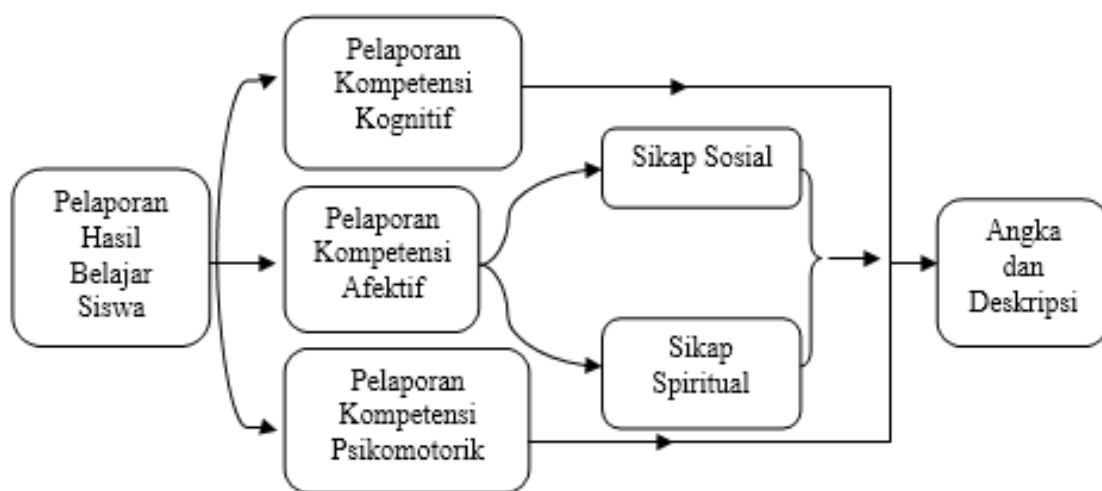 Pelaporan
Hasil
Belajar
Siswa
Pelaporan
Kompetensi
Kognitif
Pelaporan
Kompetensi
Afektif
Pelaporan
Kompetensi
Psikomotorik
Sikap Sosial
Sikap
Spiritual
Angka
dan
Deskripsi